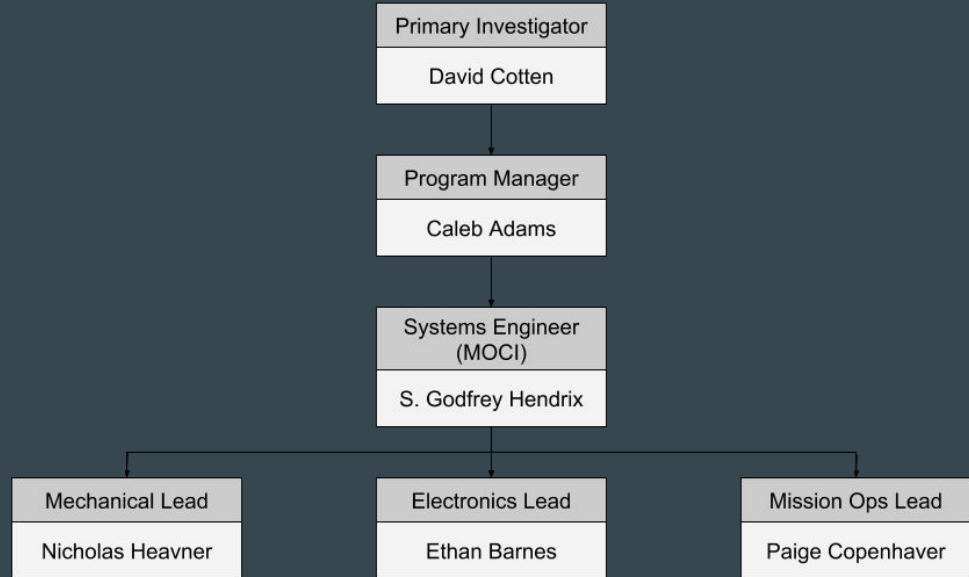 Primary Investigator
David Cotten
Program Manager
Caleb Adams
Systems Engineer
(MOCI)
S. Godfrey Hendrix
Mechanical Lead
Nicholas Heavner
Electronics Lead
Ethan Barnes
Mission Ops Lead
Paige Copenhaver